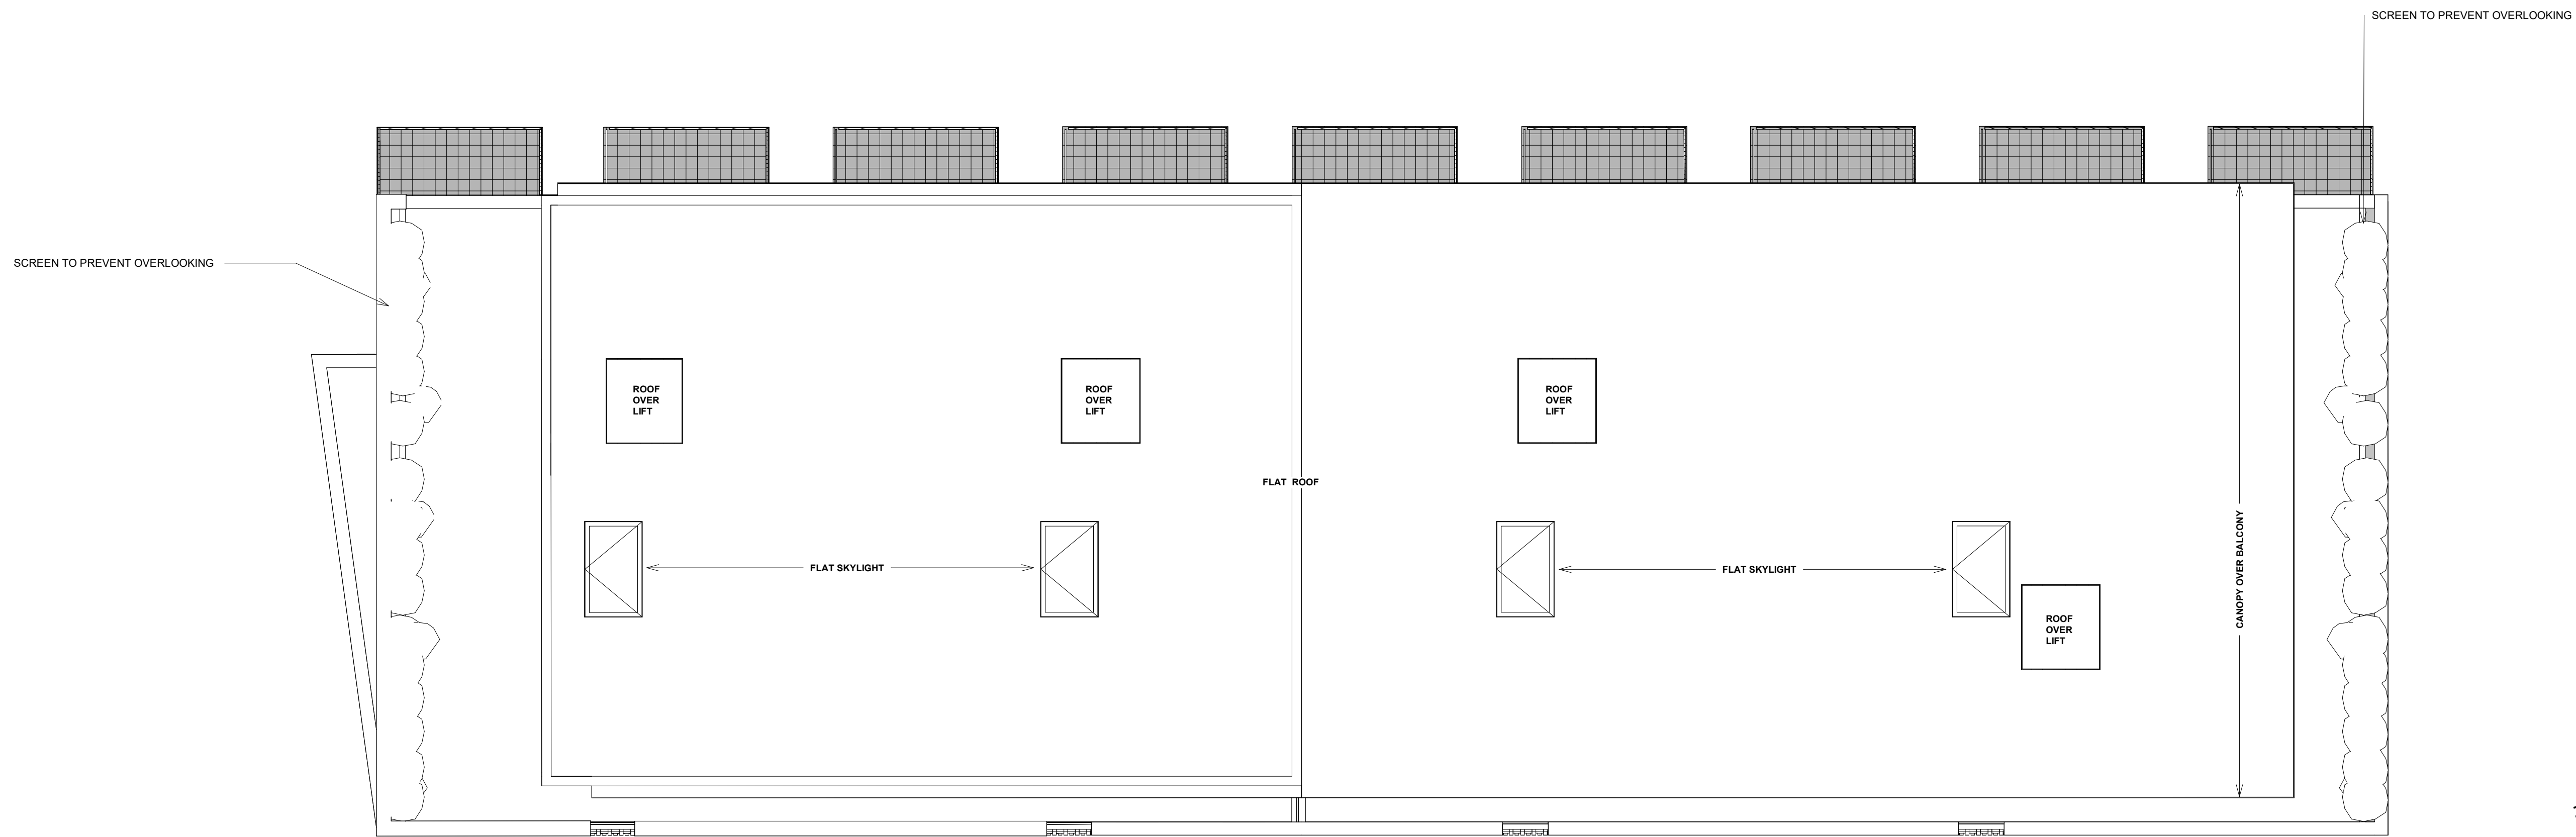 SCREEN TO PREVENT OVERLOOKING
SCREEN TO PREVENT OVERLOOKING
ROOF
OVER
LIFT
ROOF
OVER
LIFT
ROOF
OVER
LIFT
FLAT ROOF
FLAT SKYLIGHT
FLAT SKYLIGHT
CANOPY OVER BALCONY
ROOF
OVER
LIFT